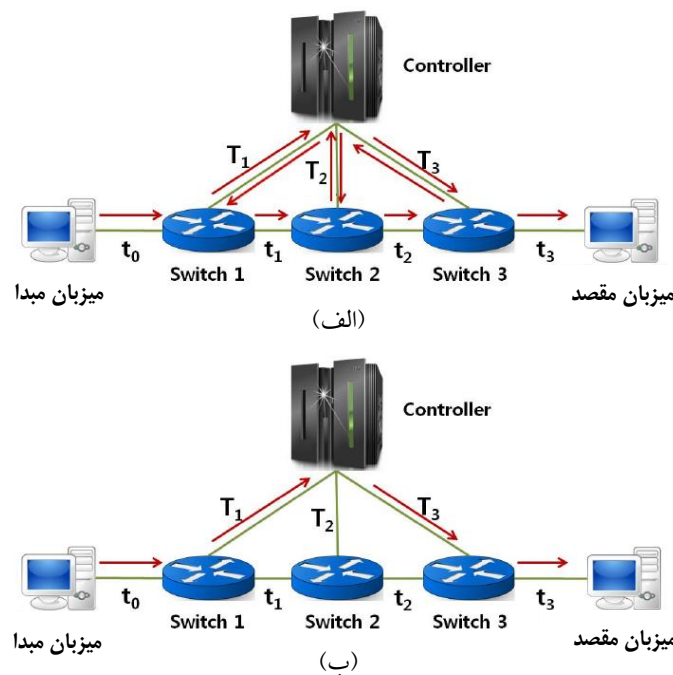 Controller
T₁
T₂
T₃
t₀
t₁
t₂
t₃
Switch 1
Switch 2
Switch 3
میزبان مبدا
میزبان مقصد
(الف)
Controller
T₁
T₂
T₃
t₀
t₁
t₂
t₃
Switch 1
Switch 2
Switch 3
میزبان مبدا
میزبان مقصد
(ب)